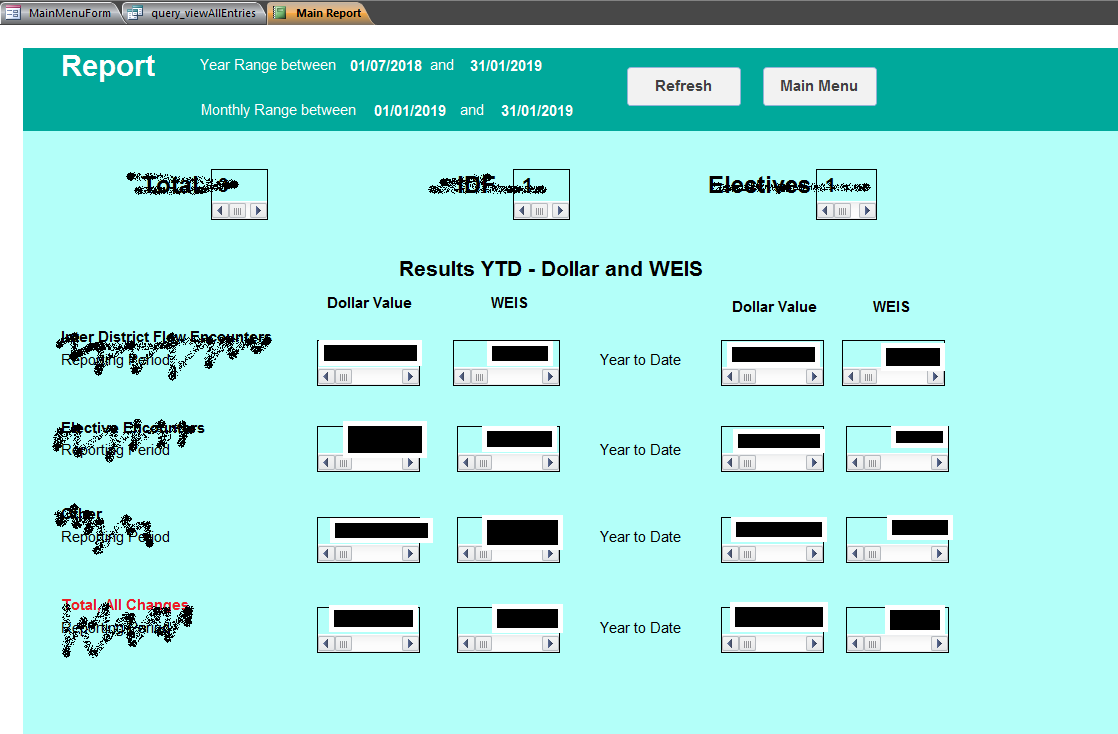 MainMenuForm query_viewAllEntries Main Report
Report Year Range between 01/07/2018 and 31/01/2019
Refresh Main Menu
Monthly Range between 01/01/2019 and 31/01/2019
Total 3 IDF 1 Electives 1
Results YTD - Dollar and WEIS
Dollar Value WEIS Dollar Value WEIS
Inter District Flow Encounters
Reporting Period Year to Date
Elective Encounters
Reporting Period Year to Date
Other
Reporting Period Year to Date
Total, All Changes
Reporting Period Year to Date